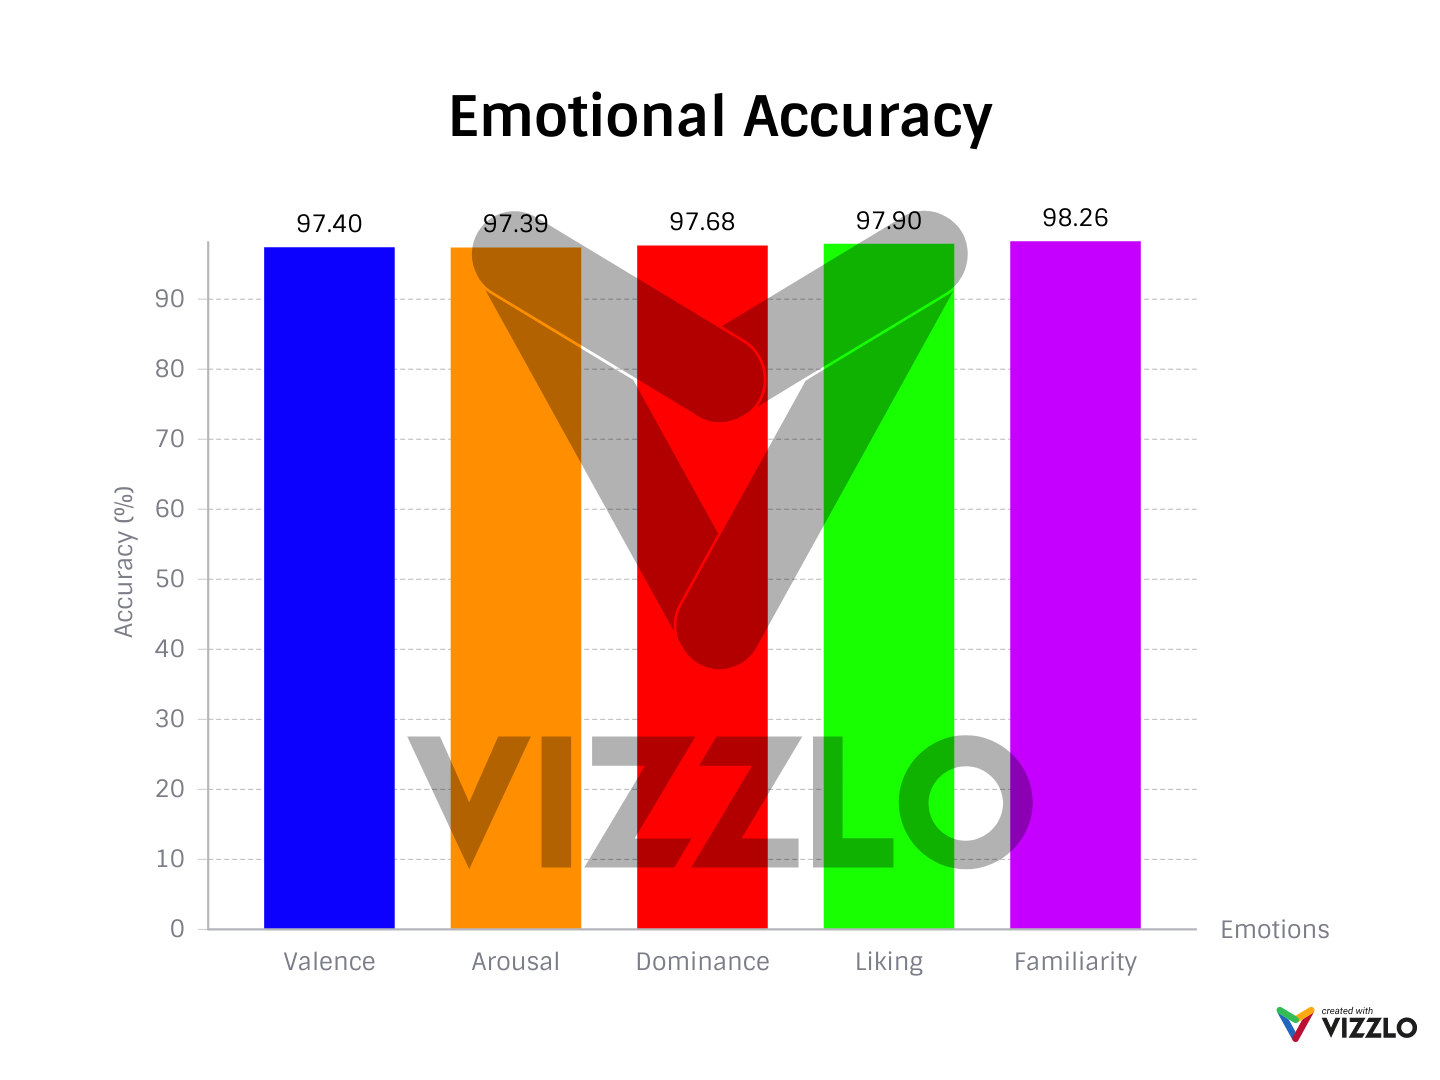 Emotional Accuracy
97.40
97.39
97.68
97.90
98.26
90
80
70
60
50
40
30
20
10
0
Accuracy (%)
VIZZLO
Emotions
Valence
Arousal
Dominance
Liking
Familiarity
created with
VIZZLO